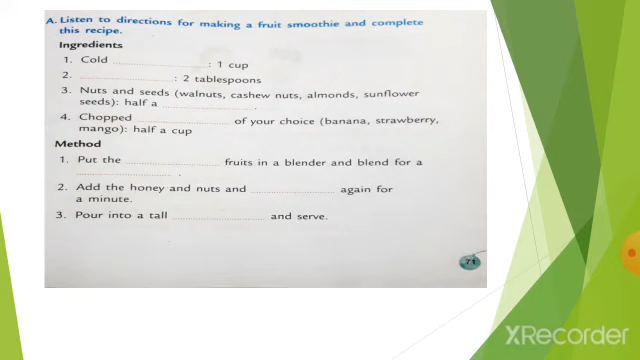 A. Listen to directions for making a fruit smoothie and complete
this recipe.
Ingredients
1. Cold ............................ : 1 cup
2. ............................ : 2 tablespoons
3. Nuts and seeds (walnuts, cashew nuts, almonds, sunflower
seeds): half a ............................ .
4. Chopped ............................ of your choice (banana, strawberry,
mango): half a cup
Method
1. Put the ............................ fruits in a blender and blend for a
............................ .
2. Add the honey and nuts and ............................ again for
a minute.
3. Pour into a tall ............................ and serve.
71
XRecorder